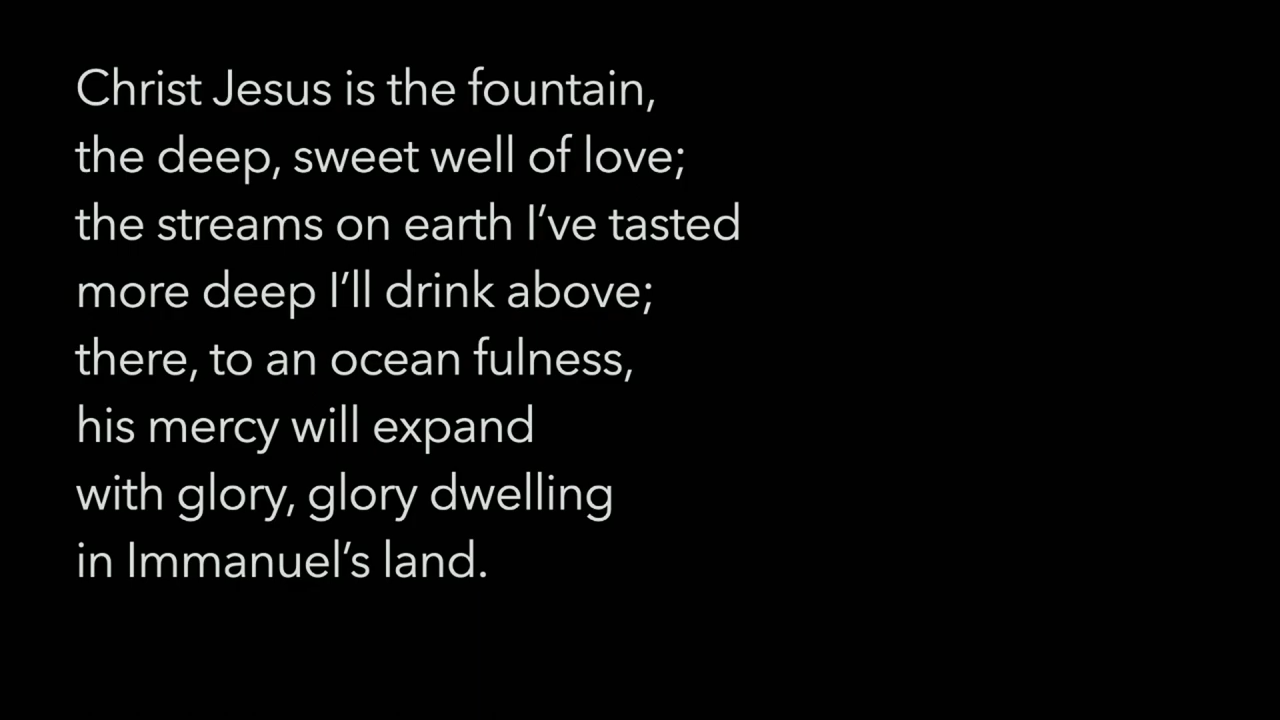 Christ Jesus is the fountain,
the deep, sweet well of love;
the streams on earth I’ve tasted
more deep I’ll drink above;
there, to an ocean fulness,
his mercy will expand
with glory, glory dwelling
in Immanuel’s land.